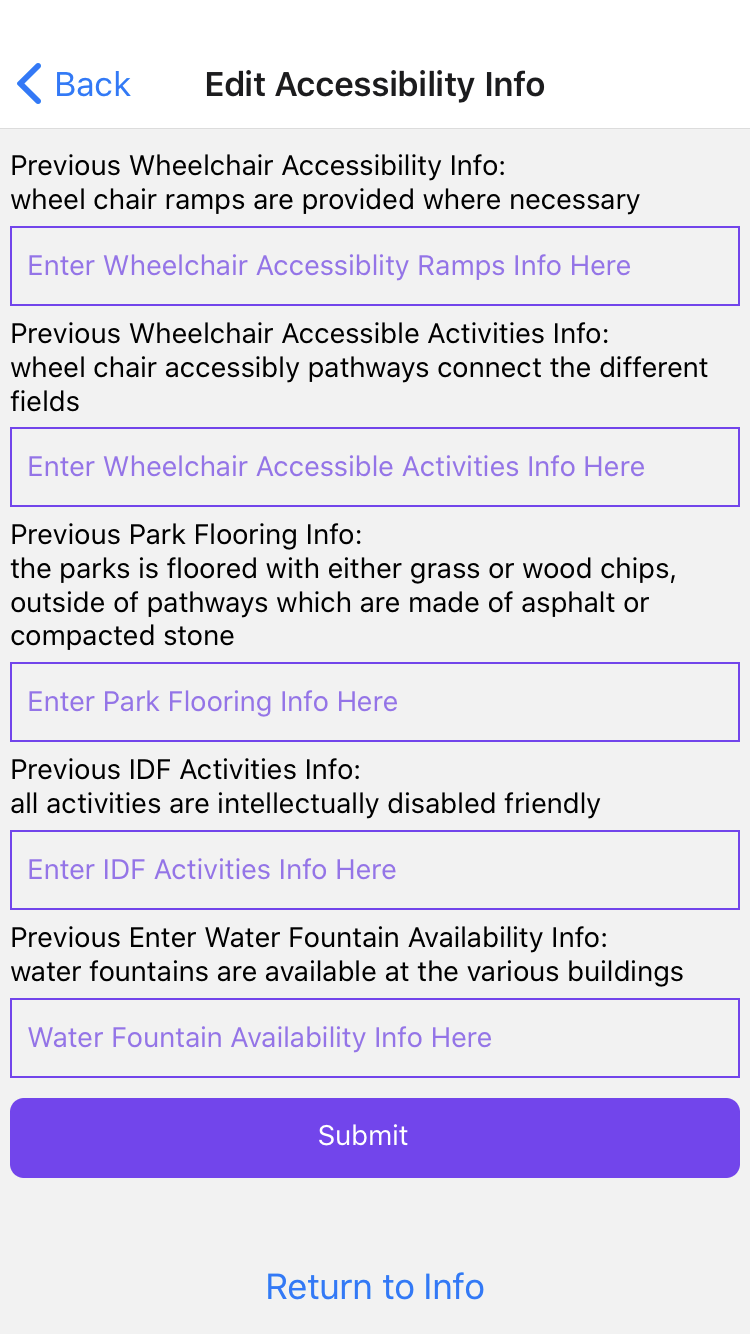 Back
Edit Accessibility Info
Previous Wheelchair Accessibility Info:
wheel chair ramps are provided where necessary
Enter Wheelchair Accessiblity Ramps Info Here
Previous Wheelchair Accessible Activities Info:
wheel chair accessibly pathways connect the different
fields
Enter Wheelchair Accessible Activities Info Here
Previous Park Flooring Info:
the parks is floored with either grass or wood chips,
outside of pathways which are made of asphalt or
compacted stone
Enter Park Flooring Info Here
Previous IDF Activities Info:
all activities are intellectually disabled friendly
Enter IDF Activities Info Here
Previous Enter Water Fountain Availability Info:
water fountains are available at the various buildings
Water Fountain Availability Info Here
Submit
Return to Info